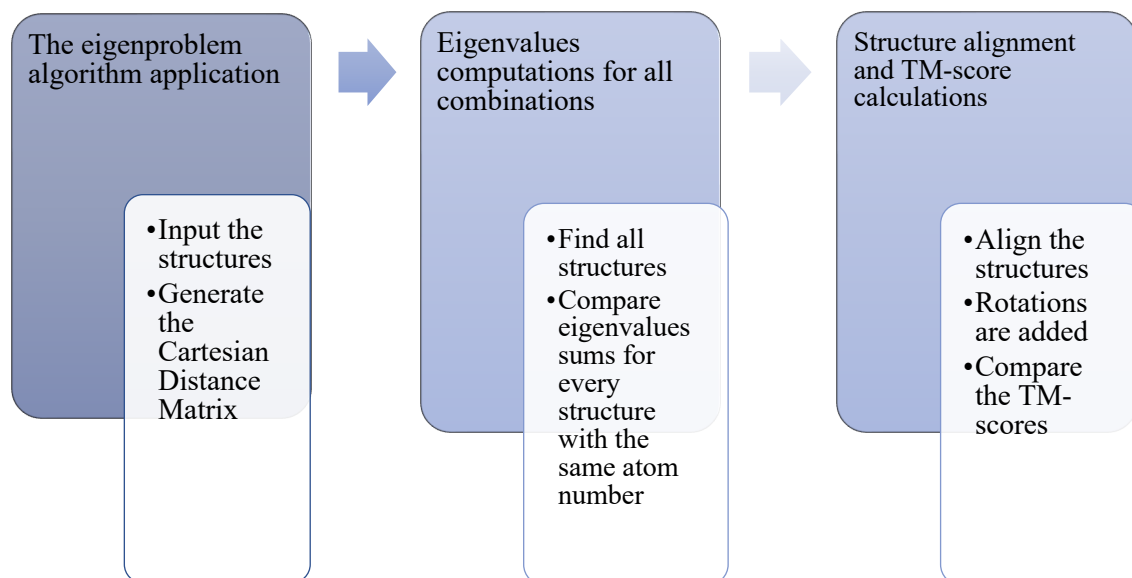 The eigenproblem
algorithm application
•Input the
structures
•Generate
the
Cartesian
Distance
Matrix
Eigenvalues
computations for all
combinations
•Find all
structures
•Compare
eigenvalues
sums for
every
structure
with the
same atom
number
Structure alignment
and TM-score
calculations
•Align the
structures
•Rotations
are added
•Compare
the TM-
scores